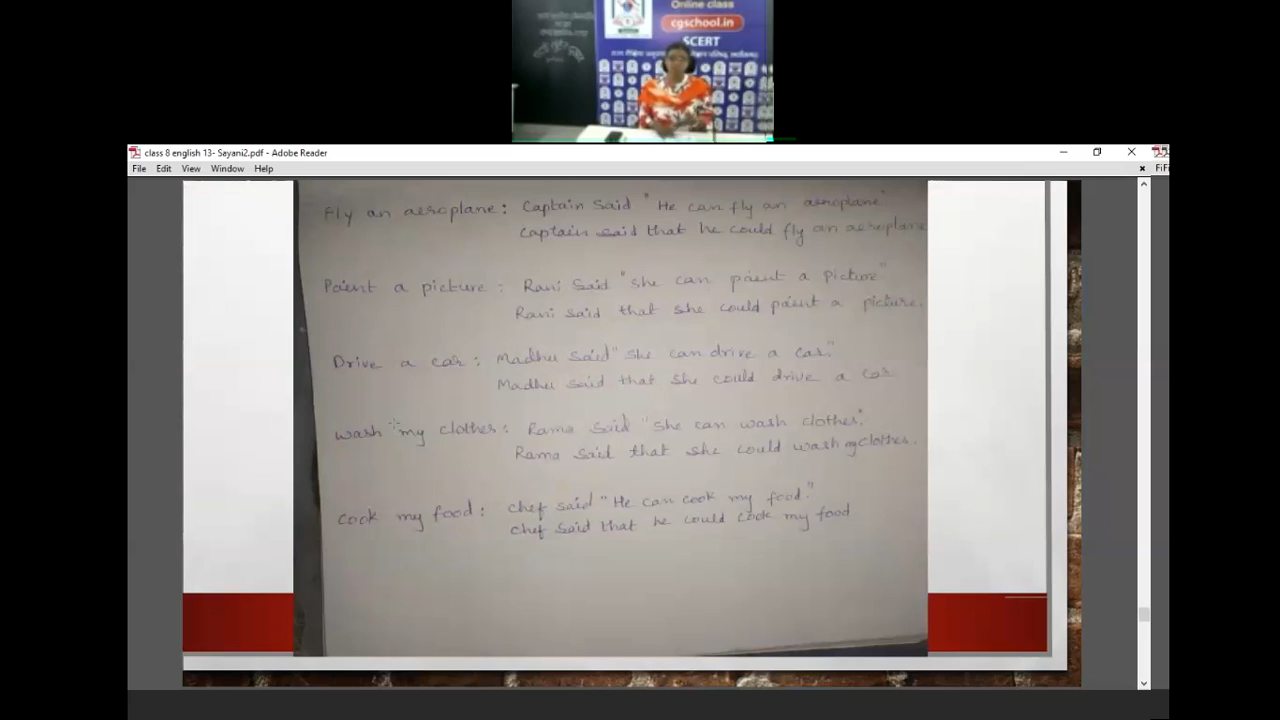 Online class
cgschool.in
SCERT
class 8 english 13- Sayani2.pdf - Adobe Reader
File Edit View Window Help
Fly an aeroplane: Captain said "He can fly an aeroplane"
Captain said that he could fly an aeroplane
Paint a picture: Rani said "she can paint a picture"
Rani said that she could paint a picture.
Drive a car: Madhu said "she can drive a car."
Madhu said that she could drive a car
Wash my clothes: Rama said "she can wash clothes".
Rama said that she could wash clothes.
Cook my food: Chef said "He can cook my food."
Chef said that he could cook my food